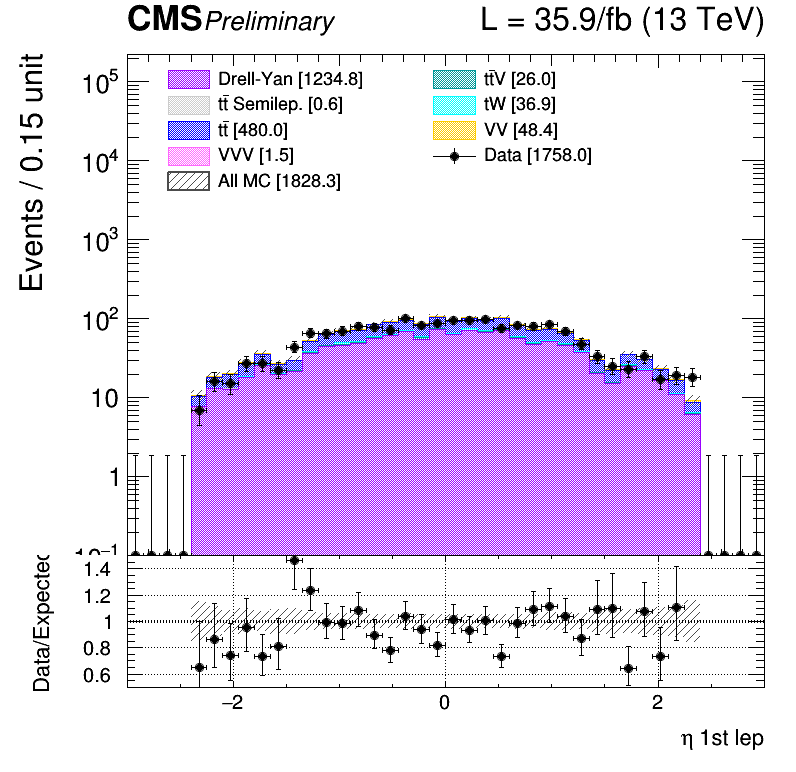 CMS Preliminary L = 35.9/fb (13 TeV)
Drell-Yan [1234.8]
tt̄ Semilep. [0.6]
tt̄ [480.0]
VVV [1.5]
All MC [1828.3]
tt̄V [26.0]
tW [36.9]
VV [48.4]
Data [1758.0]
Events / 0.15 unit
10⁵
10⁴
10³
10²
10
1
10⁻¹
Data/Expected
1.4
1.2
1
0.8
0.6
−2 0 2
η 1st lep